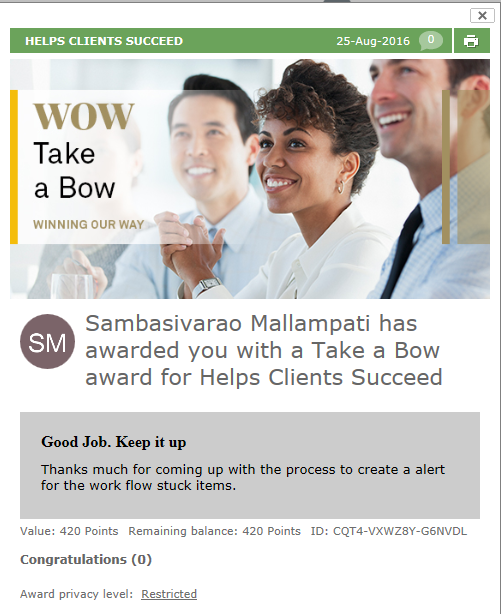 HELPS CLIENTS SUCCEED 25-Aug-2016 0
WOW
Take
a Bow
WINNING OUR WAY
SM
Sambasivarao Mallampati has
awarded you with a Take a Bow
award for Helps Clients Succeed
Good Job. Keep it up
Thanks much for coming up with the process to create a alert
for the work flow stuck items.
Value: 420 Points Remaining balance: 420 Points ID: CQT4-VXWZ8Y-G6NVDL
Congratulations (0)
Award privacy level: Restricted